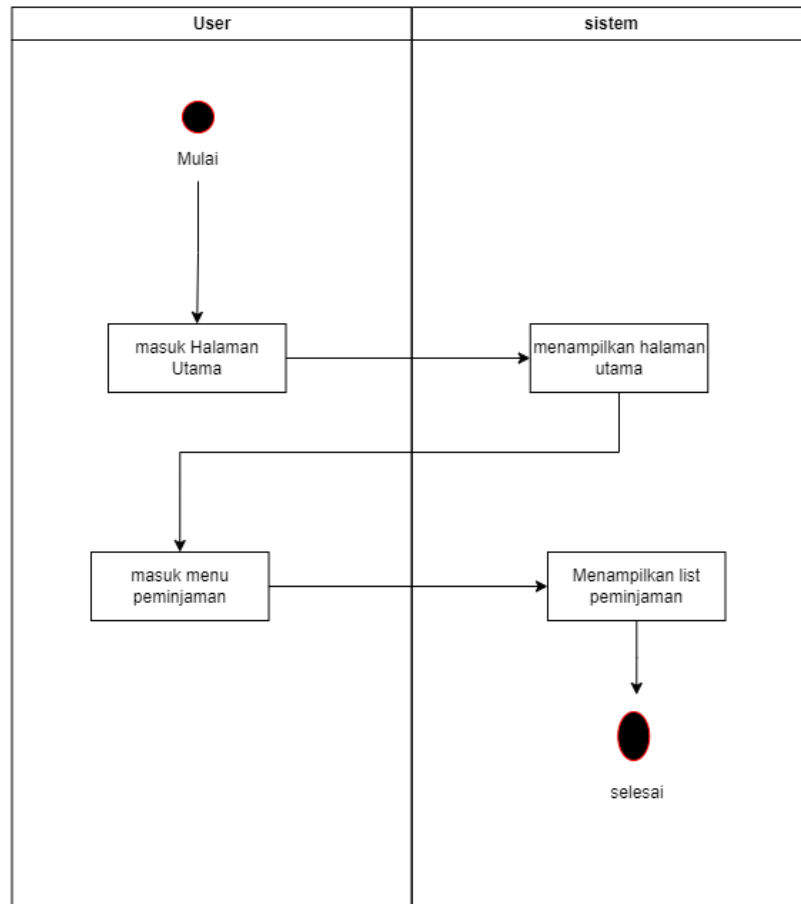 User
sistem
Mulai
masuk Halaman
Utama
menampilkan halaman
utama
masuk menu
peminjaman
Menampilkan list
peminjaman
selesai